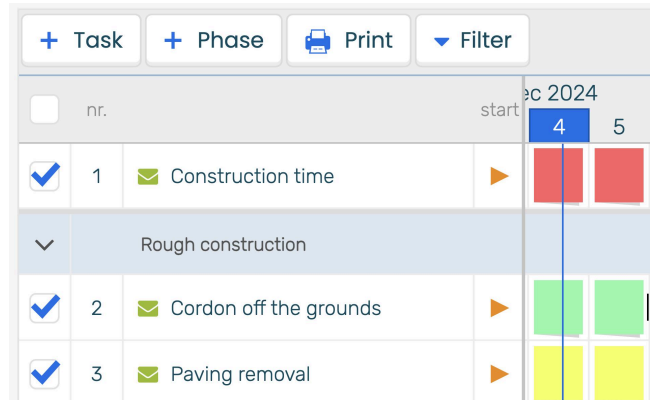 + Task + Phase Print Filter
ec 2024
nr. start 4 5
1 Construction time
Rough construction
2 Cordon off the grounds
3 Paving removal